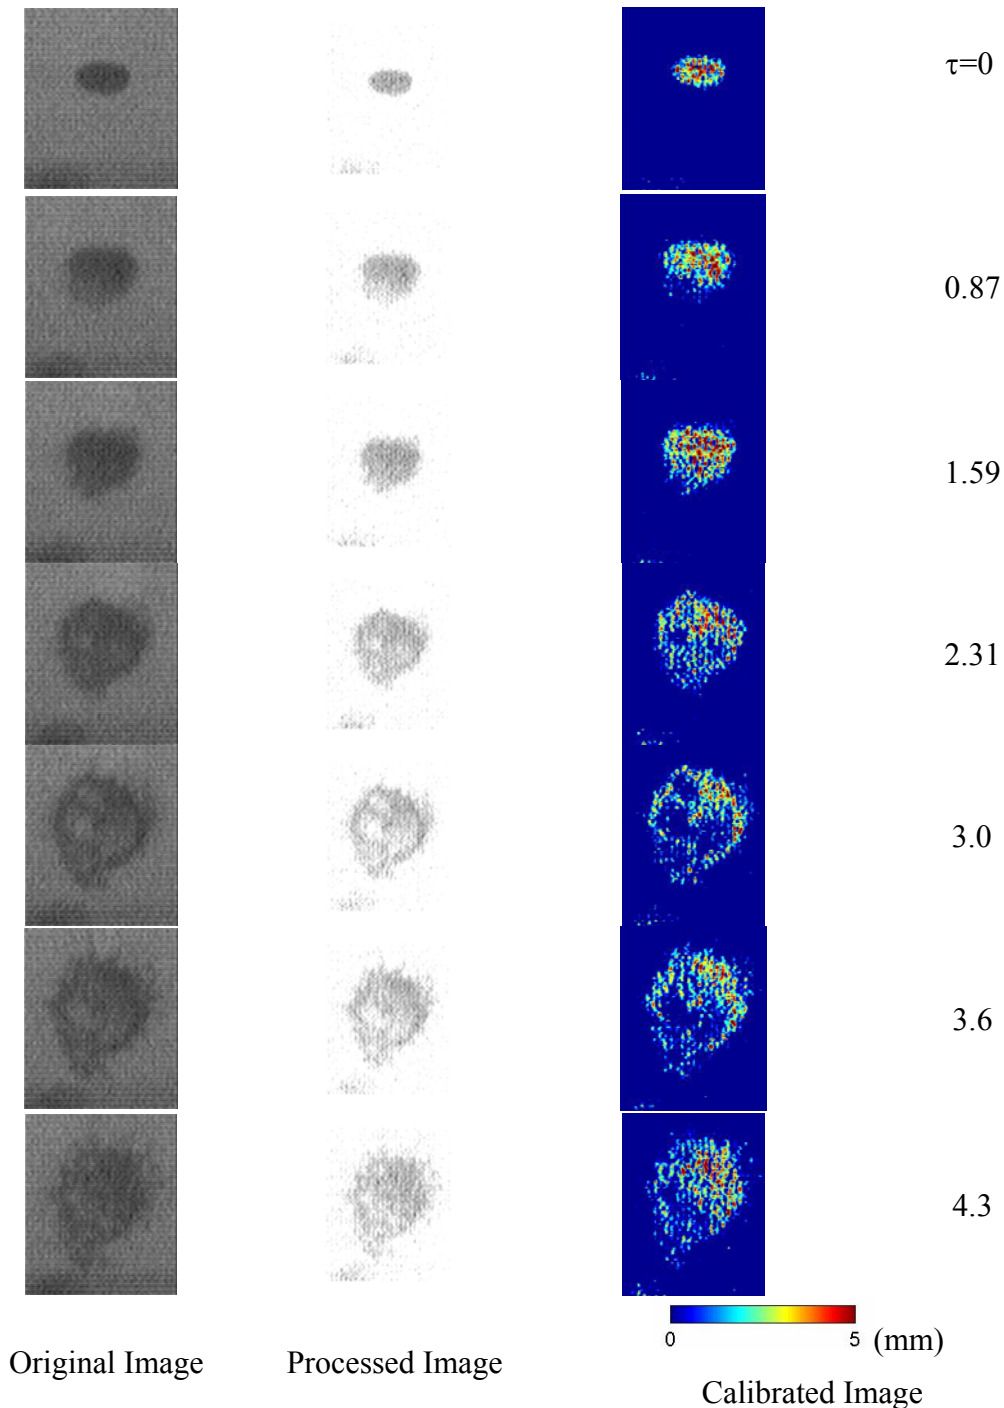 τ=0
0.87
1.59
2.31
3.0
3.6
4.3
0 5 (mm)
Original Image Processed Image
Calibrated Image